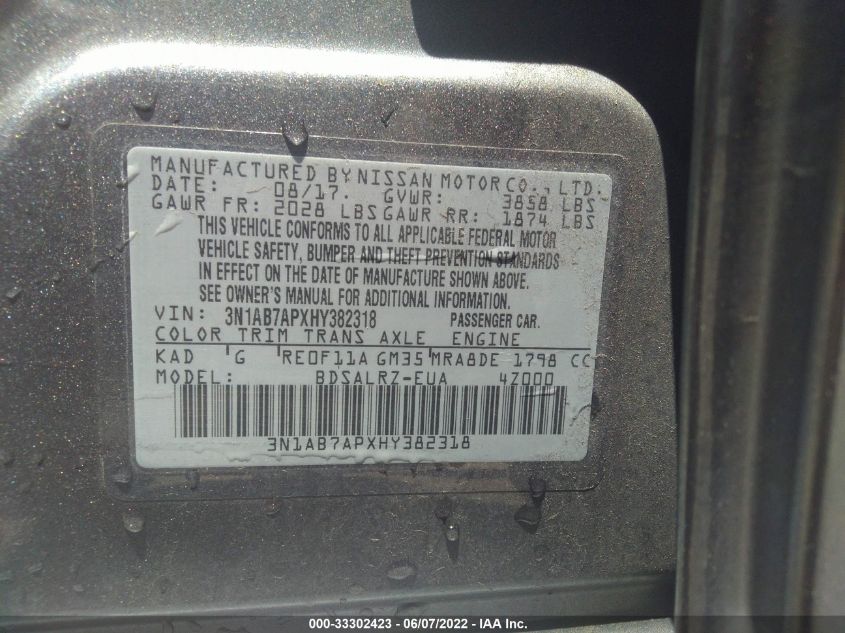 MANUFACTURED BY NISSAN MOTOR CO., LTD.
DATE: 08/17. GVWR: 3858 LBS
GAWR FR: 2028 LBS GAWR RR: 1874 LBS
THIS VEHICLE CONFORMS TO ALL APPLICABLE FEDERAL MOTOR
VEHICLE SAFETY, BUMPER AND THEFT PREVENTION STANDARDS
IN EFFECT ON THE DATE OF MANUFACTURE SHOWN ABOVE.
SEE OWNER'S MANUAL FOR ADDITIONAL INFORMATION.
VIN: 3N1AB7APXHY382318 PASSENGER CAR.
COLOR TRIM TRANS AXLE ENGINE
KAD G RE0F11A GM35 MRA8DE 1798 CC
MODEL: BDSALRZ-EUA 4Z000
3N1AB7APXHY382318
000-33302423 - 06/07/2022 - IAA Inc.